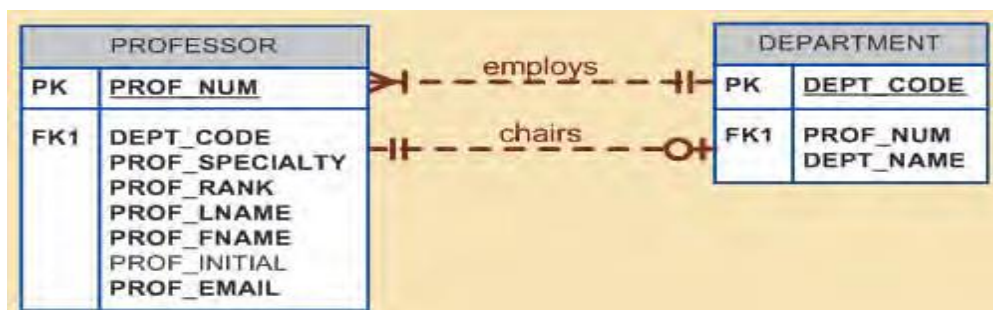 PROFESSOR
PK PROF_NUM
FK1 DEPT_CODE
PROF_SPECIALTY
PROF_RANK
PROF_LNAME
PROF_FNAME
PROF_INITIAL
PROF_EMAIL
employs
chairs
DEPARTMENT
PK DEPT_CODE
FK1 PROF_NUM
DEPT_NAME